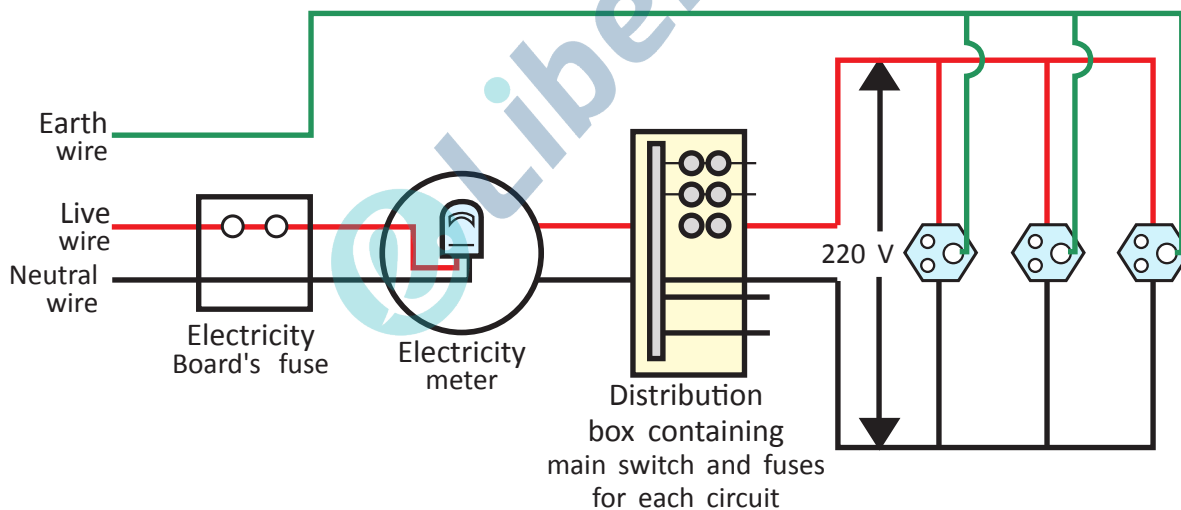 Liber
Earth
wire
Live
wire
Neutral
wire
Electricity
Board's fuse
Electricity
meter
Distribution
box containing
main switch and fuses
for each circuit
220 V